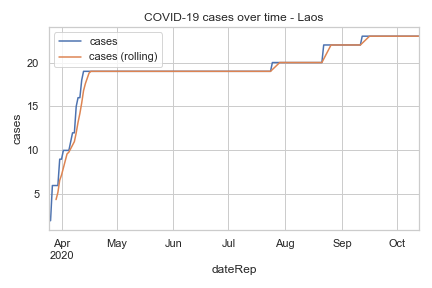 COVID-19 cases over time - Laos
cases
cases (rolling)
cases
20
15
10
5
Apr May Jun Jul Aug Sep Oct
2020
dateRep